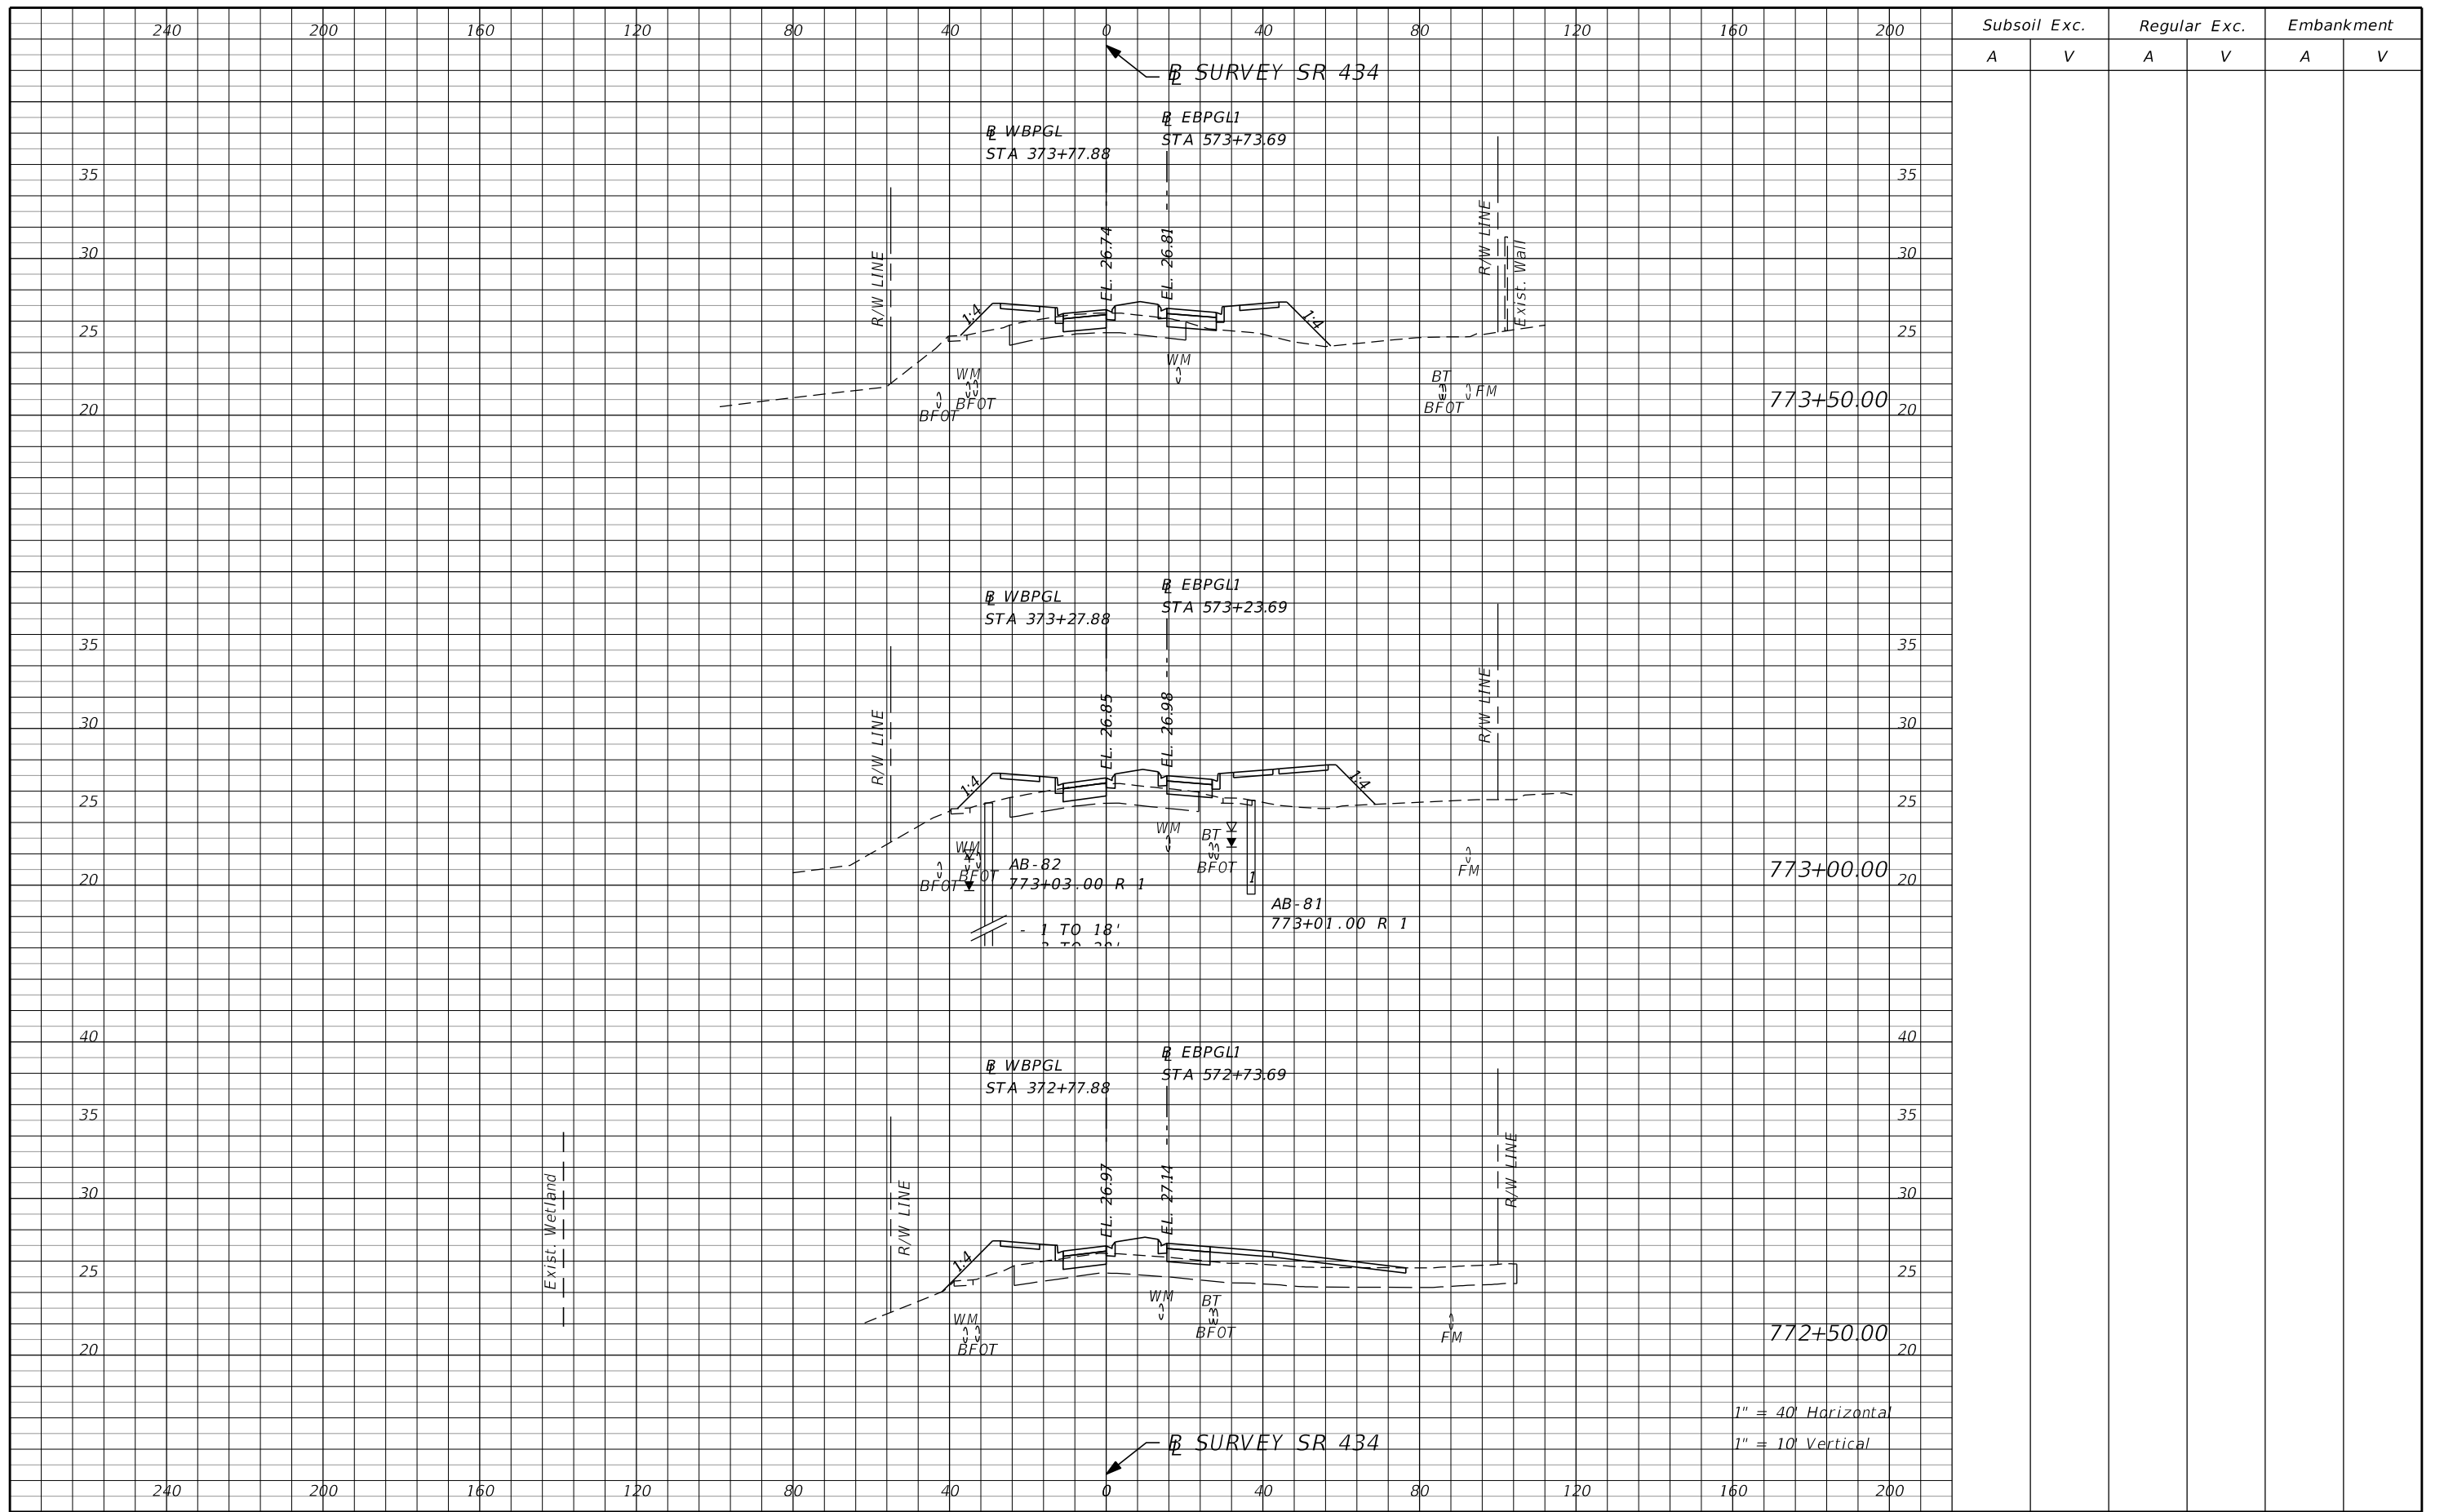 240 200 160 120 80 40 0 40 80 120 160 200
Subsoil Exc. Regular Exc. Embankment
A V A V A V
BL SURVEY SR 434
BL WBPGL
STA 373+77.88
BL EBPGL1
STA 573+73.69
35 35
30 30
25 25
20 20
R/W LINE
1:4
EL. 26.74
EL. 26.81
1:4
R/W LINE
Exist. Wall
WM
BFOT
BFOT
WM
BT
BFOT
FM
773+50.00
BL WBPGL
STA 373+27.88
BL EBPGL1
STA 573+23.69
35 35
30 30
25 25
20 20
R/W LINE
1:4
EL. 26.85
EL. 26.98
1:4
R/W LINE
WM
BFOT
BFOT
AB-82
773+03.00 R 1
- 1 TO 18'
WM
BT
BFOT
1
AB-81
773+01.00 R 1
FM
773+00.00
40 40
BL WBPGL
STA 372+77.88
BL EBPGL1
STA 572+73.69
35 35
30 30
25 25
20 20
Exist. Wetland
R/W LINE
1:4
EL. 26.97
EL. 27.14
R/W LINE
WM
BFOT
WM
BT
BFOT
FM
772+50.00
1" = 40' Horizontal
1" = 10' Vertical
BL SURVEY SR 434
240 200 160 120 80 40 0 40 80 120 160 200